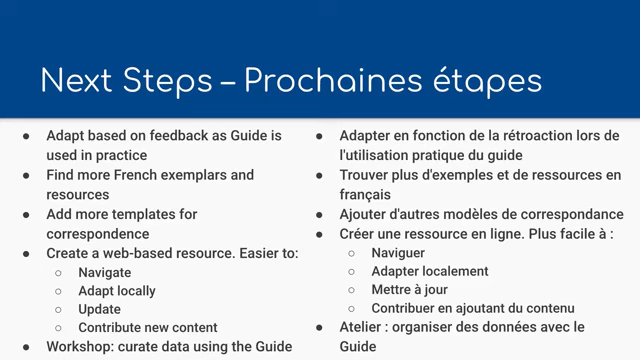 Next Steps – Prochaines étapes
● Adapt based on feedback as Guide is
used in practice
● Find more French exemplars and
resources
● Add more templates for
correspondence
● Create a web-based resource. Easier to:
○ Navigate
○ Adapt locally
○ Update
○ Contribute new content
● Workshop: curate data using the Guide
● Adapter en fonction de la rétroaction lors de
l'utilisation pratique du guide
● Trouver plus d'exemples et de ressources en
français
● Ajouter d'autres modèles de correspondance
● Créer une ressource en ligne. Plus facile à :
○ Naviguer
○ Adapter localement
○ Mettre à jour
○ Contribuer en ajoutant du contenu
● Atelier : organiser des données avec le
Guide